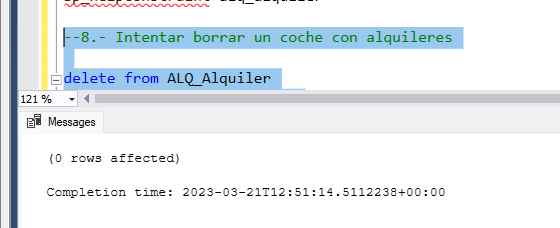 --8.- Intentar borrar un coche con alquileres
delete from ALQ_Alquiler
121 %
Messages
(0 rows affected)
Completion time: 2023-03-21T12:51:14.5112238+00:00